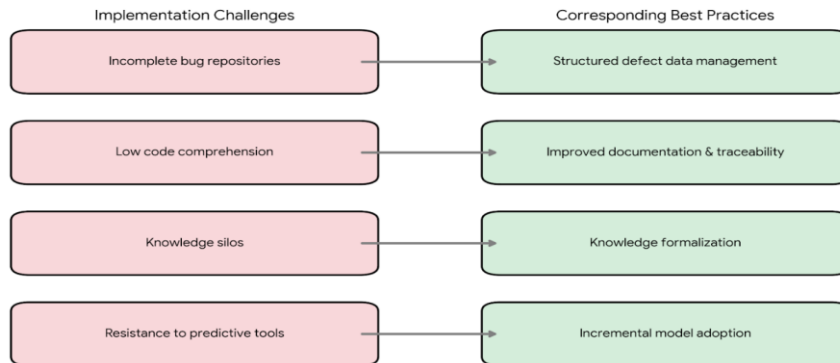 Implementation Challenges
Corresponding Best Practices
Incomplete bug repositories
Structured defect data management
Low code comprehension
Improved documentation & traceability
Knowledge silos
Knowledge formalization
Resistance to predictive tools
Incremental model adoption